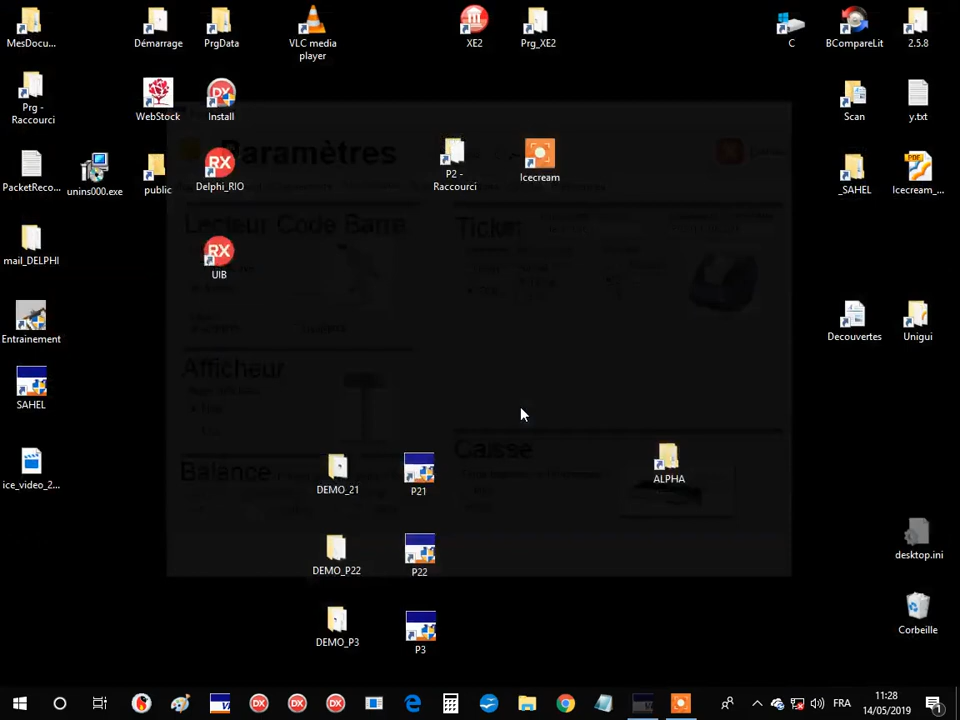 MesDocu...
Démarrage
PrgData
VLC media
player
XE2
Prg_XE2
C
BCompareLit
2.5.8
Prg -
Raccourci
WebStock
Install
Scan
y.txt
Paramètres
PacketReco...
unins000.exe
public
Delphi_RIO
P2 -
Raccourci
Icecream
_SAHEL
Icecream_...
Lecteur Code Barre
Ticket
mail_DELPHI
UIB
Entrainement
Decouvertes
Unigui
Afficheur
SAHEL
Balance
Caisse
ice_video_2...
DEMO_21
P21
ALPHA
DEMO_P22
P22
desktop.ini
DEMO_P3
P3
Corbeille
FRA
11:28
14/05/2019